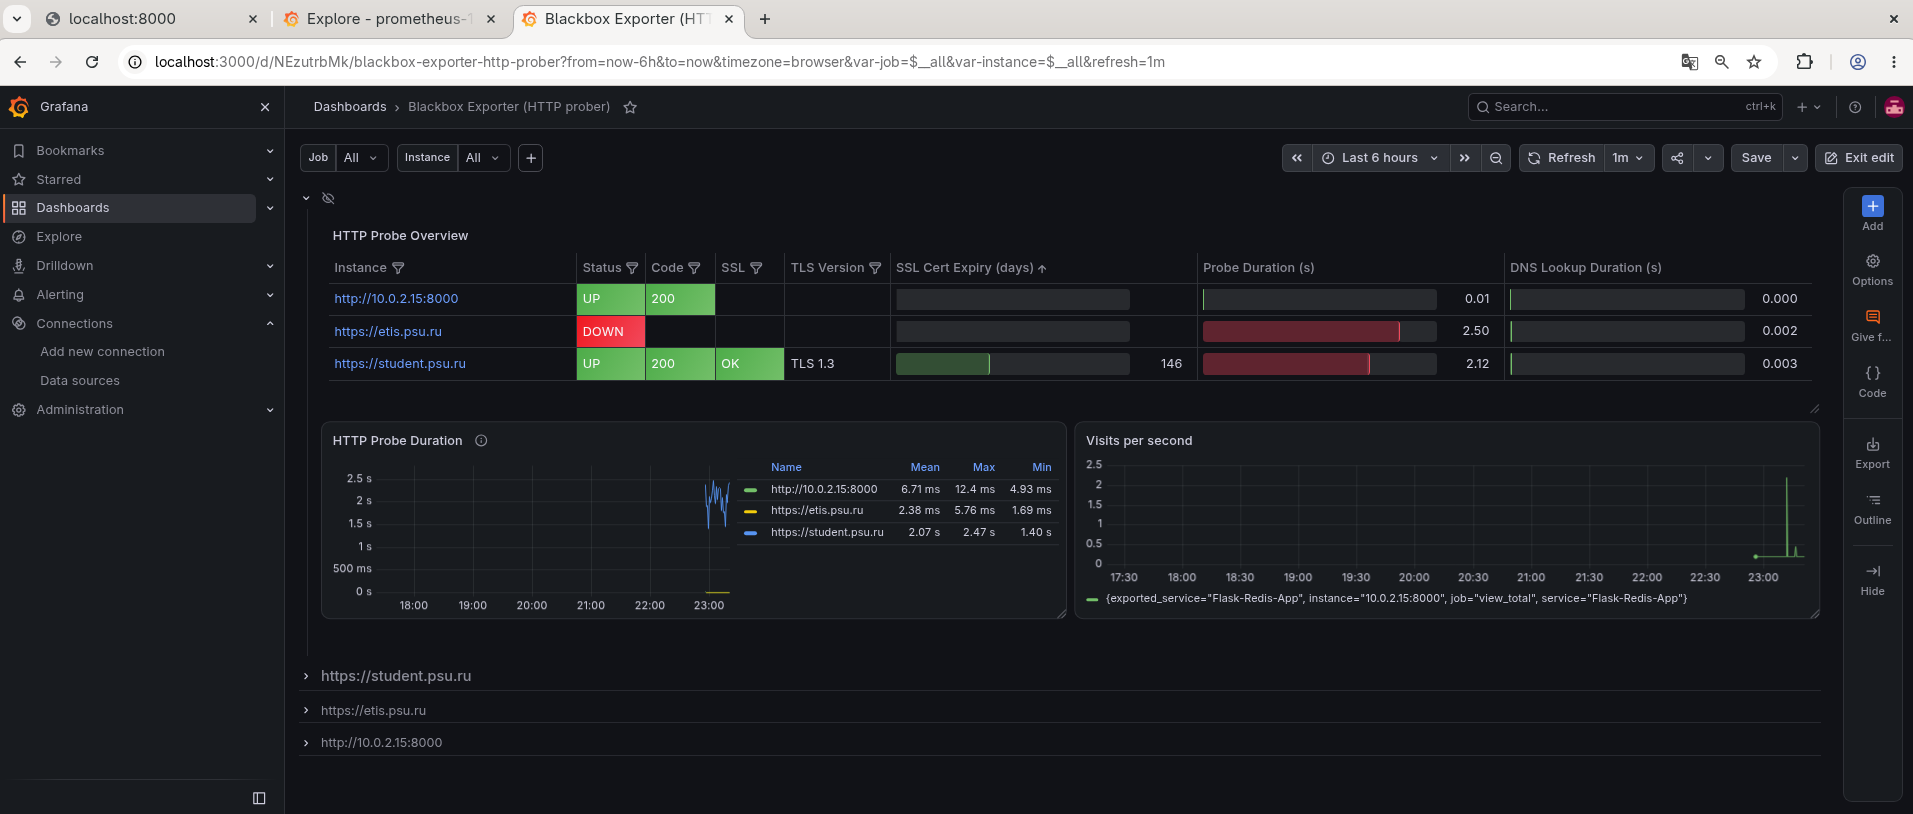 localhost:8000
Explore - prometheus-1
Blackbox Exporter (HTT
localhost:3000/d/NEzutrbMk/blackbox-exporter-http-prober?from=now-6h&to=now&timezone=browser&var-job=$__all&var-instance=$__all&refresh=1m
Grafana
Dashboards › Blackbox Exporter (HTTP prober)
Search... ctrl+k
Bookmarks
Starred
Dashboards
Explore
Drilldown
Alerting
Connections
Add new connection
Data sources
Administration
Job All Instance All
Last 6 hours Refresh 1m Save Exit edit
HTTP Probe Overview
Instance Status Code SSL TLS Version SSL Cert Expiry (days) Probe Duration (s) DNS Lookup Duration (s)
http://10.0.2.15:8000 UP 200 0.01 0.000
https://etis.psu.ru DOWN 2.50 0.002
https://student.psu.ru UP 200 OK TLS 1.3 146 2.12 0.003
HTTP Probe Duration
2.5 s
2 s
1.5 s
1 s
500 ms
0 s
18:00 19:00 20:00 21:00 22:00 23:00
Name Mean Max Min
http://10.0.2.15:8000 6.71 ms 12.4 ms 4.93 ms
https://etis.psu.ru 2.38 ms 5.76 ms 1.69 ms
https://student.psu.ru 2.07 s 2.47 s 1.40 s
Visits per second
2.5
2
1.5
1
0.5
0
17:30 18:00 18:30 19:00 19:30 20:00 20:30 21:00 21:30 22:00 22:30 23:00
{exported_service="Flask-Redis-App", instance="10.0.2.15:8000", job="view_total", service="Flask-Redis-App"}
https://student.psu.ru
https://etis.psu.ru
http://10.0.2.15:8000
Add
Options
Give f...
Code
Export
Outline
Hide